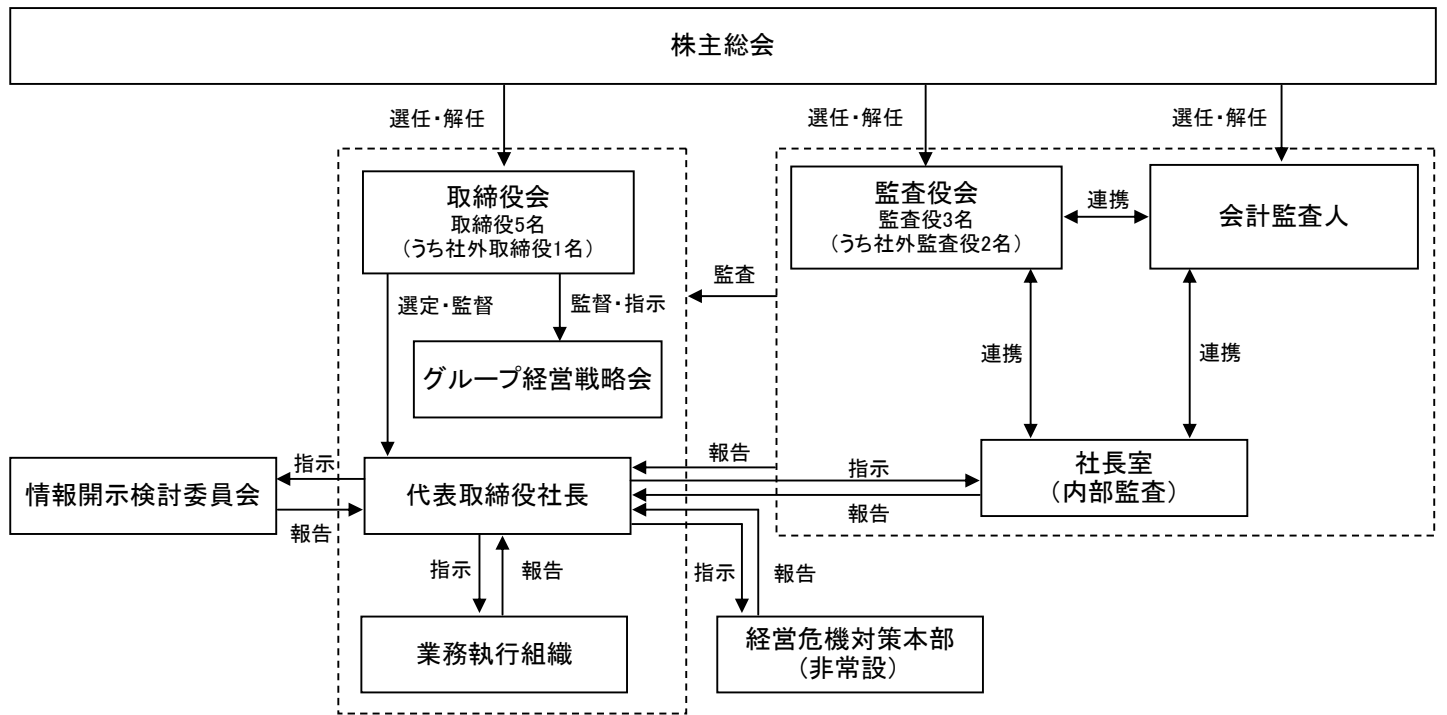 株主総会
選任・解任
選任・解任
選任・解任
取締役会
取締役5名
(うち社外取締役1名)
監査役会
監査役3名
(うち社外監査役2名)
連携
会計監査人
監査
選定・監督
監督・指示
グループ経営戦略会
連携
連携
情報開示検討委員会
指示
報告
代表取締役社長
報告
指示
報告
社長室
(内部監査)
指示
報告
指示
報告
業務執行組織
経営危機対策本部
(非常設)